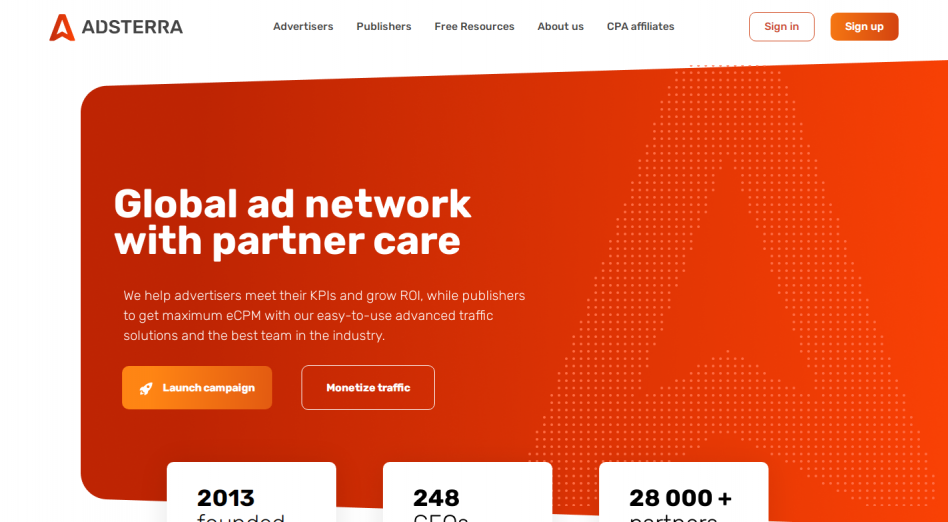 ADSTERRA
Advertisers Publishers Free Resources About us CPA affiliates
Sign in Sign up
Global ad network
with partner care
We help advertisers meet their KPIs and grow ROI, while publishers
to get maximum eCPM with our easy-to-use advanced traffic
solutions and the best team in the industry.
Launch campaign Monetize traffic
2013 248 28 000 +
founded GEOs partners